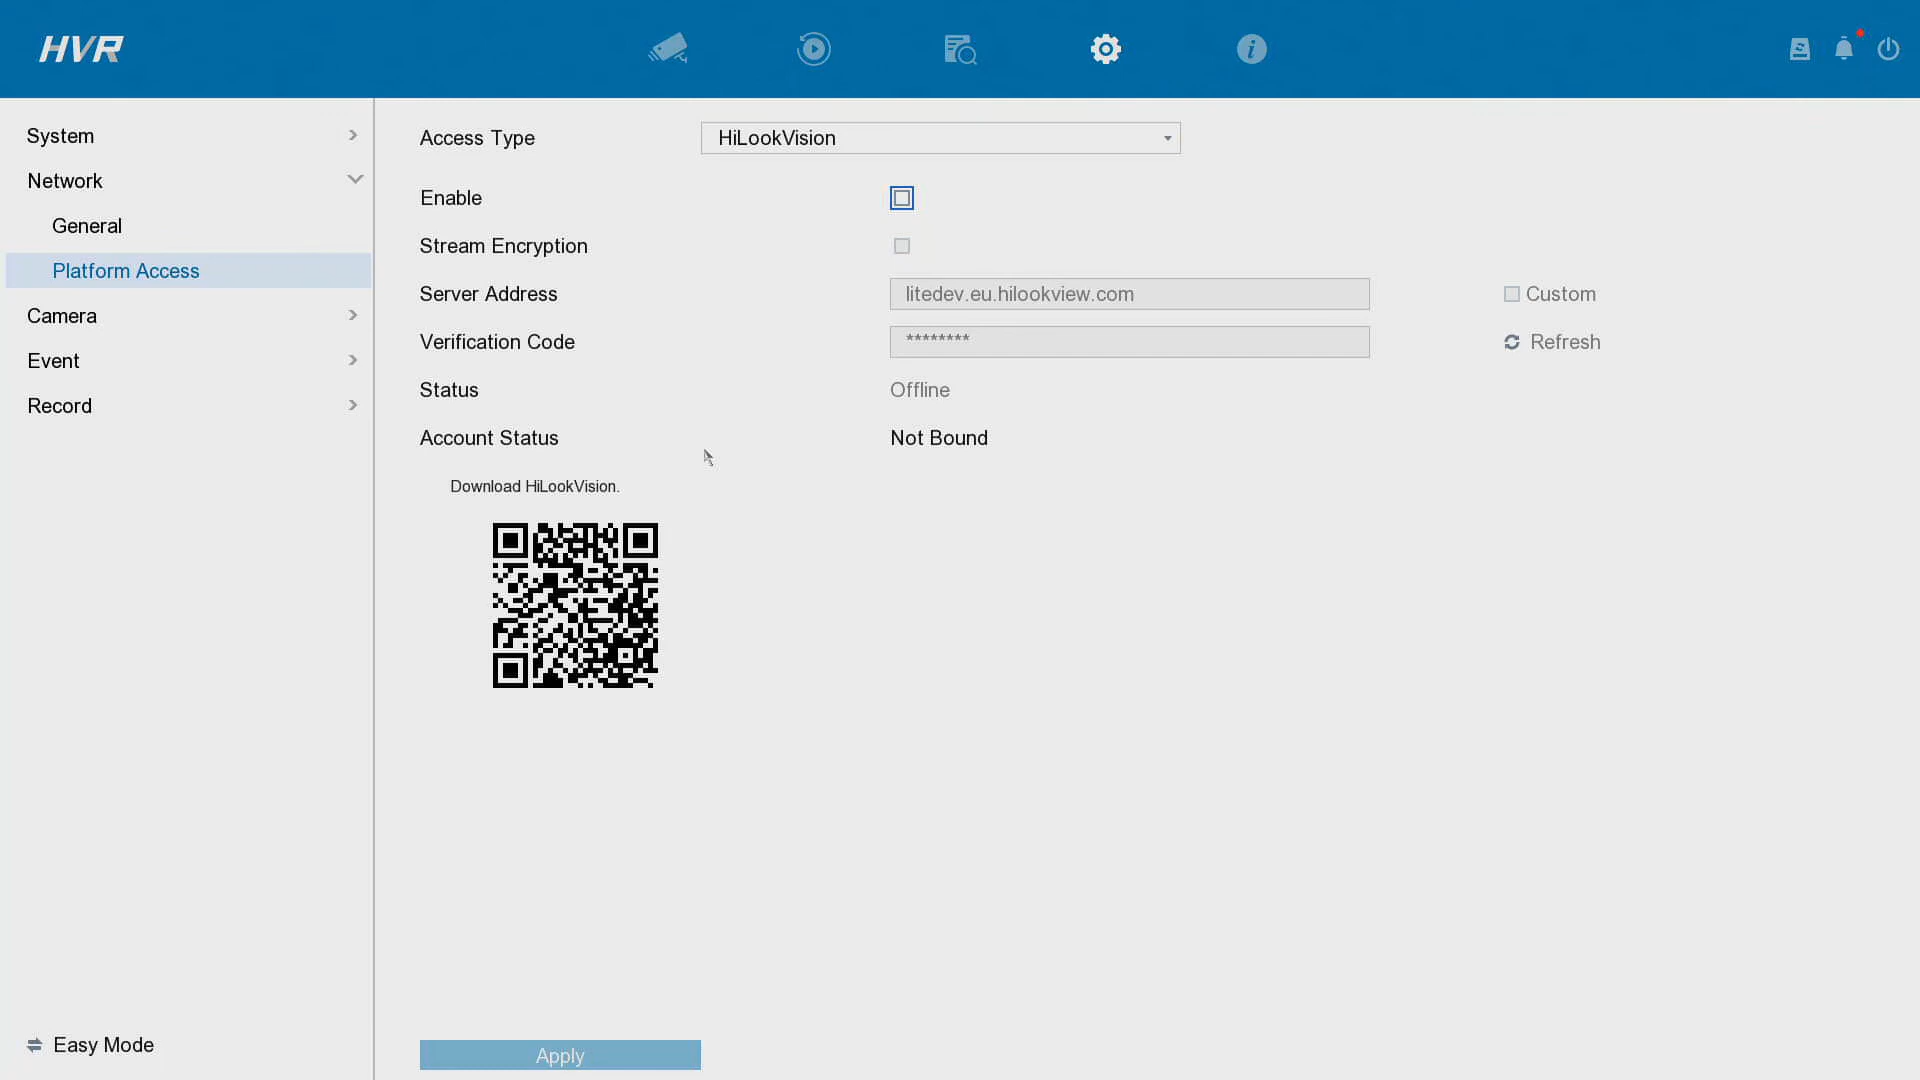 HVR
System
Network
General
Platform Access
Camera
Event
Record
Easy Mode
Access Type HiLookVision
Enable
Stream Encryption
Server Address litedev.eu.hilookview.com Custom
Verification Code ******** Refresh
Status Offline
Account Status Not Bound
Download HiLookVision.
Apply